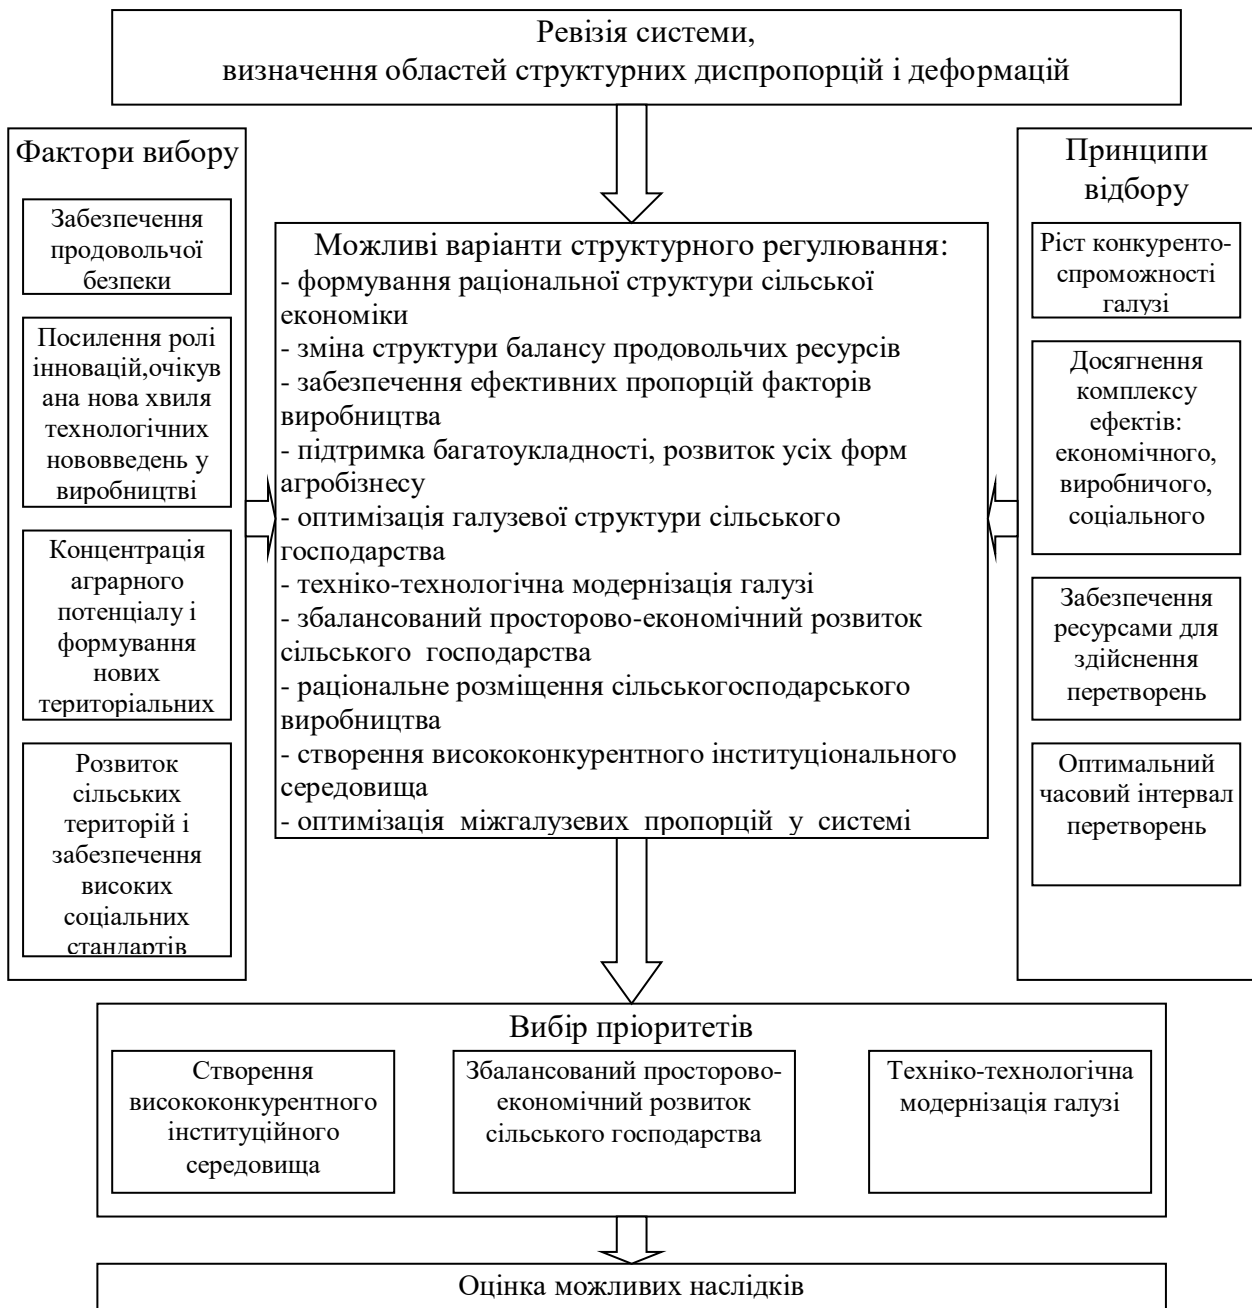 Ревізія системи,
визначення областей структурних диспропорцій і деформацій
Фактори вибору
Забезпечення
продовольчої
безпеки
Посилення ролі
інновацій,очікув
ана нова хвиля
технологічних
нововведень у
виробництві
Концентрація
аграрного
потенціалу і
формування
нових
територіальних
Розвиток
сільських
територій і
забезпечення
високих
соціальних
стандартів
Можливі варіанти структурного регулювання:
- формування раціональної структури сільської
економіки
- зміна структури балансу продовольчих ресурсів
- забезпечення ефективних пропорцій факторів
виробництва
- підтримка багатоукладності, розвиток усіх форм
агробізнесу
- оптимізація галузевої структури сільського
господарства
- техніко-технологічна модернізація галузі
- збалансований просторово-економічний розвиток
сільського господарства
- раціональне розміщення сільськогосподарського
виробництва
- створення висококонкурентного інституціонального
середовища
- оптимізація міжгалузевих пропорцій у системі
Принципи
відбору
Ріст конкуренто-
спроможності
галузі
Досягнення
комплексу
ефектів:
економічного,
виробничого,
соціального
Забезпечення
ресурсами для
здійснення
перетворень
Оптимальний
часовий інтервал
перетворень
Вибір пріоритетів
Створення
висококонкурентного
інституційного
середовища
Збалансований просторово-
економічний розвиток
сільського господарства
Техніко-технологічна
модернізація галузі
Оцінка можливих наслідків